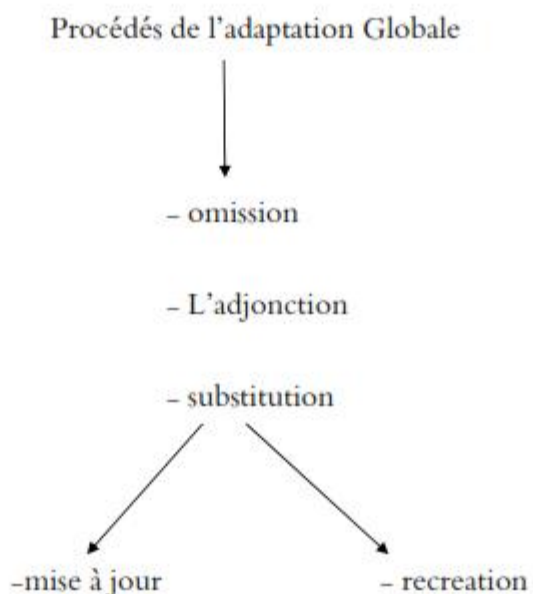 Procédés de l'adaptation Globale
- omission
- L'adjonction
- substitution
-mise à jour
- recreation